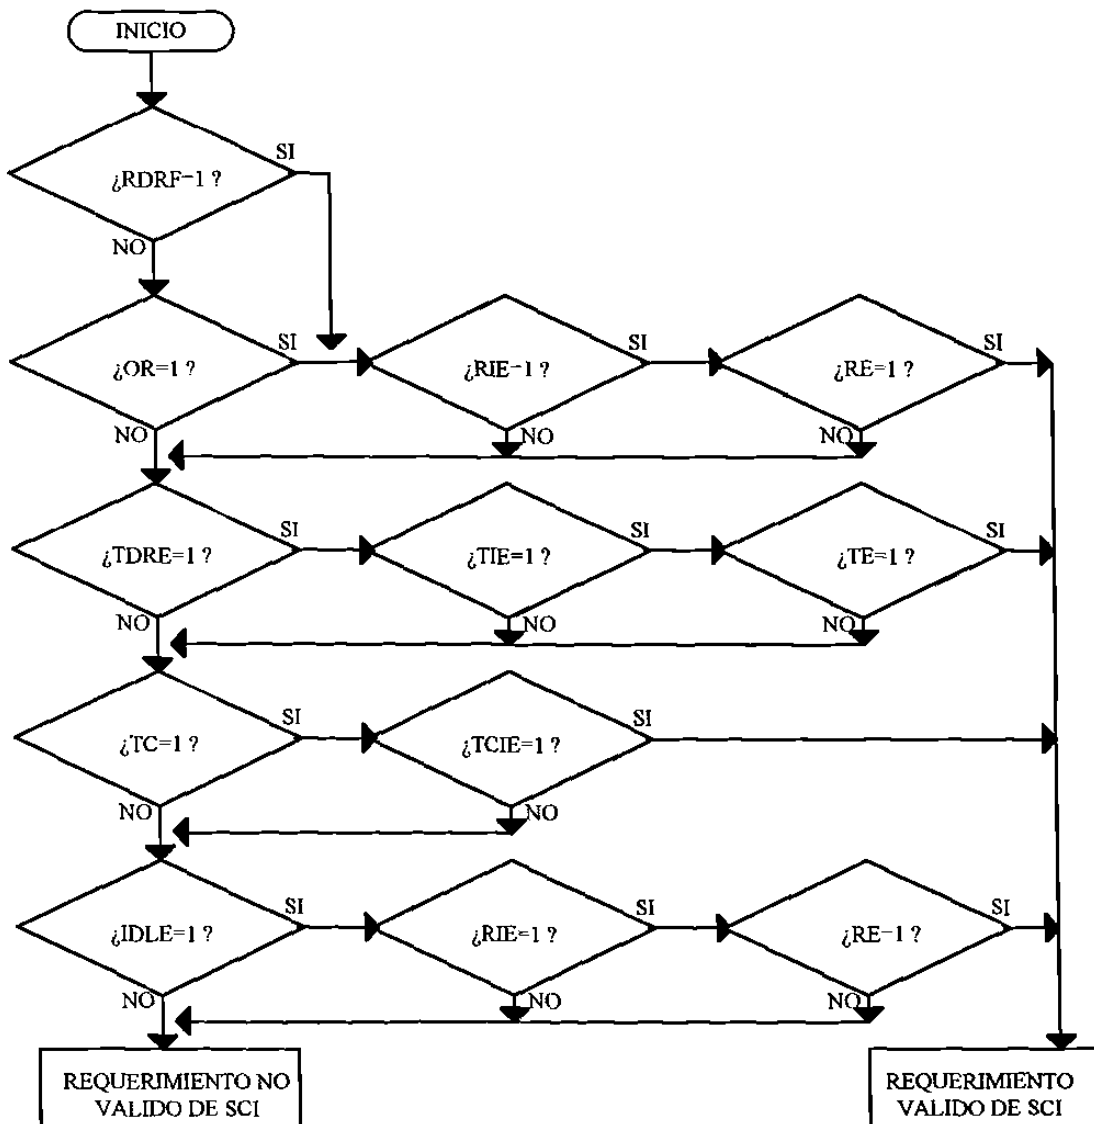 INICIO
SI
¿RDRF-1 ?
NO
SI
SI
SI
¿OR=1 ?
¿RIE-1 ?
¿RE=1 ?
NO
NO
NO
SI
SI
SI
¿TDRE=1 ?
¿TIE=1 ?
¿TE=1 ?
NO
NO
NO
SI
SI
¿TC=1 ?
¿TCIE=1 ?
NO
NO
SI
SI
SI
¿IDLE=1 ?
¿RIE=1 ?
¿RE-1 ?
NO
NO
NO
REQUERIMIENTO NO
VALIDO DE SCI
REQUERIMIENTO
VALIDO DE SCI